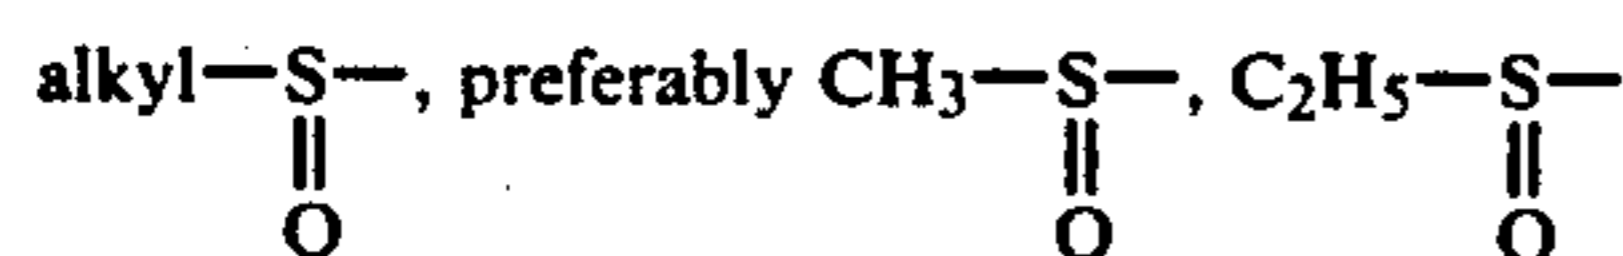 alkyl—S—, preferably CH₃—S—, C₂H₅—S—
‖ ‖ ‖
O O O